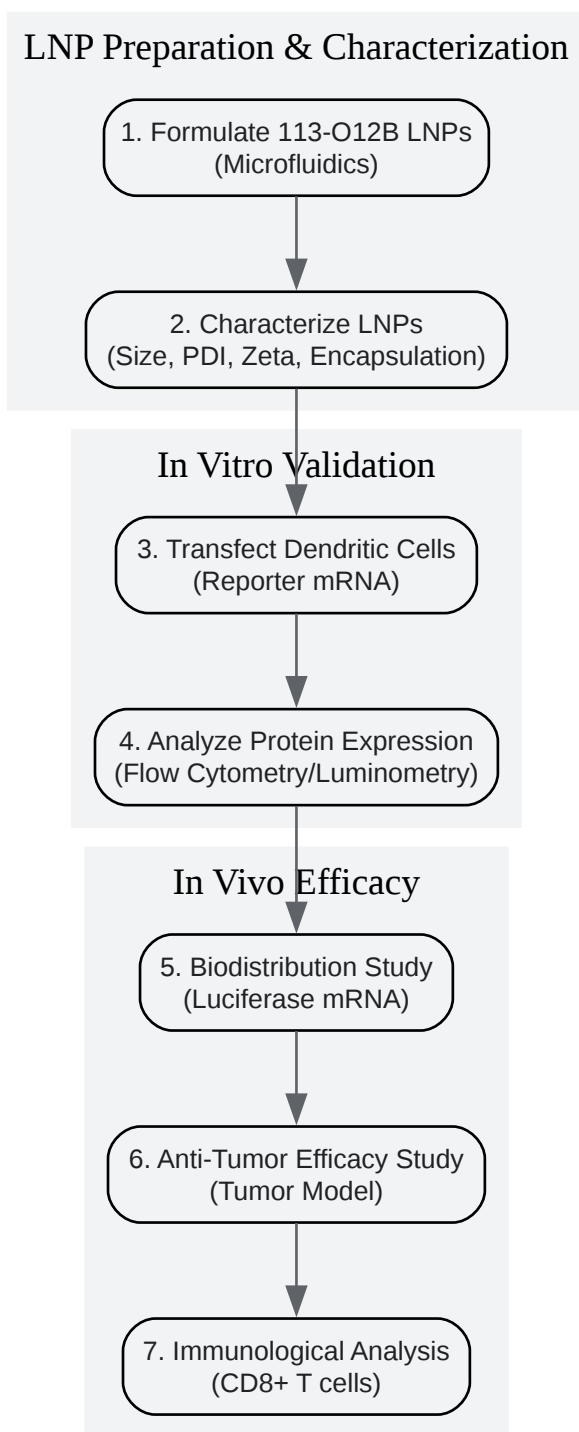 LNP Preparation & Characterization
1. Formulate 113-O12B LNPs
(Microfluidics)
2. Characterize LNPs
(Size, PDI, Zeta, Encapsulation)
In Vitro Validation
3. Transfect Dendritic Cells
(Reporter mRNA)
4. Analyze Protein Expression
(Flow Cytometry/Luminometry)
In Vivo Efficacy
5. Biodistribution Study
(Luciferase mRNA)
6. Anti-Tumor Efficacy Study
(Tumor Model)
7. Immunological Analysis
(CD8+ T cells)